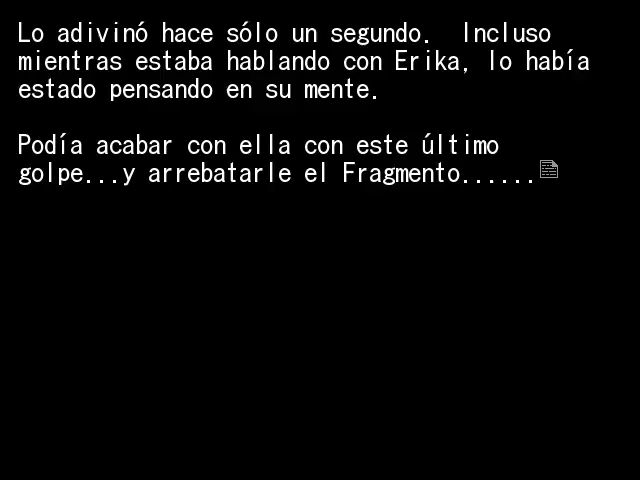 Lo adivinó hace sólo un segundo.  Incluso
mientras estaba hablando con Erika, lo había
estado pensando en su mente.
Podía acabar con ella con este último
golpe...y arrebatarle el Fragmento......